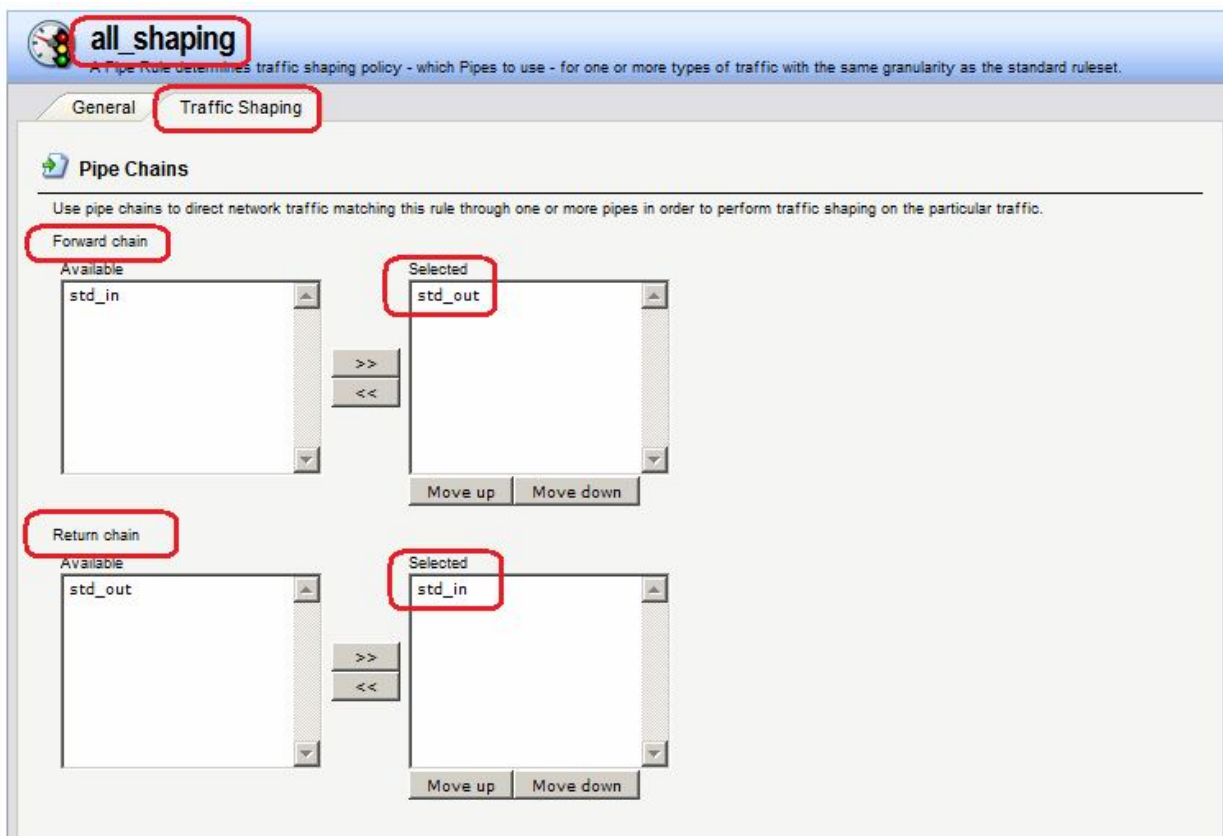 all_shaping
A Pipe Rule determines traffic shaping policy - which Pipes to use - for one or more types of traffic with the same granularity as the standard ruleset.
General Traffic Shaping
Pipe Chains
Use pipe chains to direct network traffic matching this rule through one or more pipes in order to perform traffic shaping on the particular traffic.
Forward chain
Available Selected
std_in std_out
>>
<<
Move up Move down
Return chain
Available Selected
std_out std_in
>>
<<
Move up Move down